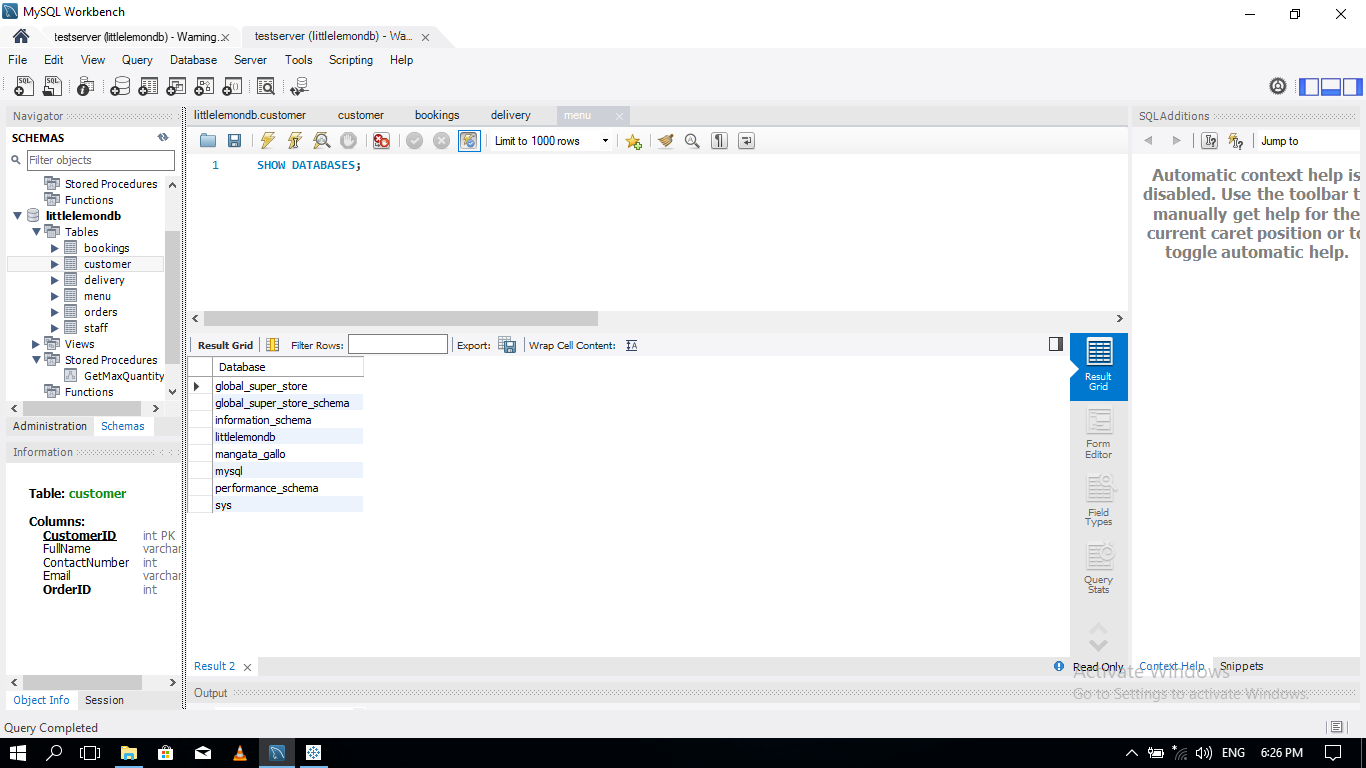 MySQL Workbench
testserver (littlelemondb) - Warning...
testserver (littlelemondb) - Wa...
File Edit View Query Database Server Tools Scripting Help
Navigator
SCHEMAS
Filter objects
Stored Procedures
Functions
littlelemondb
Tables
bookings
customer
delivery
menu
orders
staff
Views
Stored Procedures
GetMaxQuantity
Functions
Administration Schemas
Information
Table: customer
Columns:
CustomerID int PK
FullName varchar
ContactNumber int
Email varchar
OrderID int
Object Info Session
Query Completed
littlelemondb.customer customer bookings delivery menu
Limit to 1000 rows
1 SHOW DATABASES;
Result Grid Filter Rows: Export: Wrap Cell Content:
Database
global_super_store
global_super_store_schema
information_schema
littlelemondb
mangata_gallo
mysql
performance_schema
sys
Result Grid
Form Editor
Field Types
Query Stats
Result 2
Read Only
Output
SQLAdditions
Jump to
Automatic context help is
disabled. Use the toolbar t
manually get help for the
current caret position or to
toggle automatic help.
Context Help Snippets
Activate Windows
Go to Settings to activate Windows.
ENG 6:26 PM